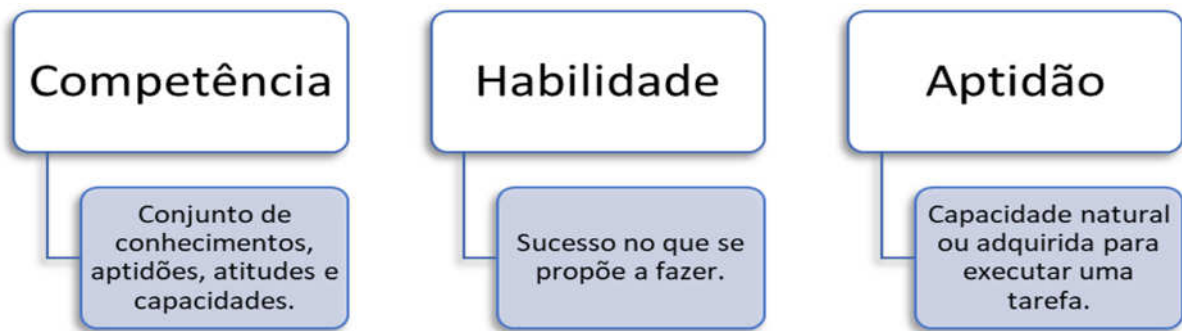 Competência
Conjunto de
conhecimentos,
aptidões, atitudes e
capacidades.
Habilidade
Sucesso no que se
propõe a fazer.
Aptidão
Capacidade natural
ou adquirida para
executar uma
tarefa.